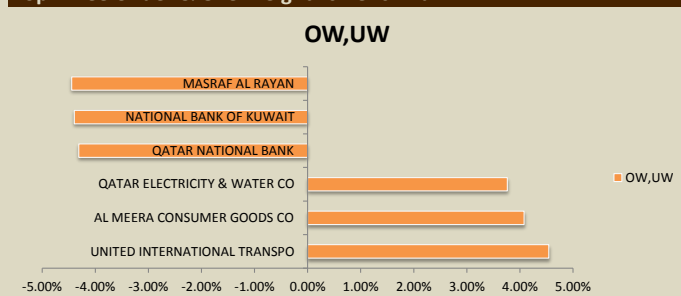 OW,UW
MASRAF AL RAYAN
NATIONAL BANK OF KUWAIT
QATAR NATIONAL BANK
QATAR ELECTRICITY & WATER CO
OW,UW
AL MEERA CONSUMER GOODS CO
UNITED INTERNATIONAL TRANSPO
-5.00% -4.00% -3.00% -2.00% -1.00% 0.00% 1.00% 2.00% 3.00% 4.00% 5.00%